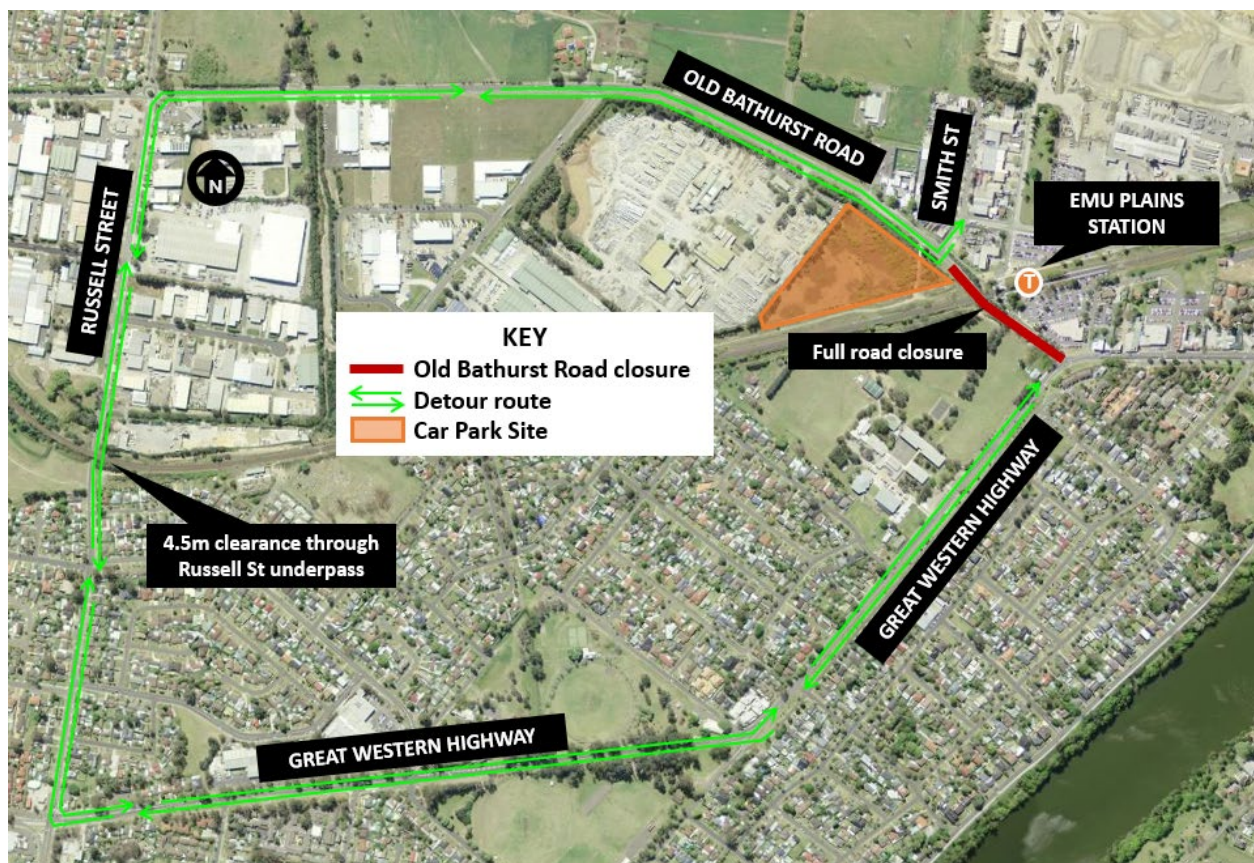 OLD BATHURST ROAD
SMITH ST
EMU PLAINS
STATION
RUSSELL STREET
N
T
KEY
Old Bathurst Road closure
Detour route
Car Park Site
Full road closure
4.5m clearance through
Russell St underpass
GREAT WESTERN HIGHWAY
GREAT WESTERN HIGHWAY